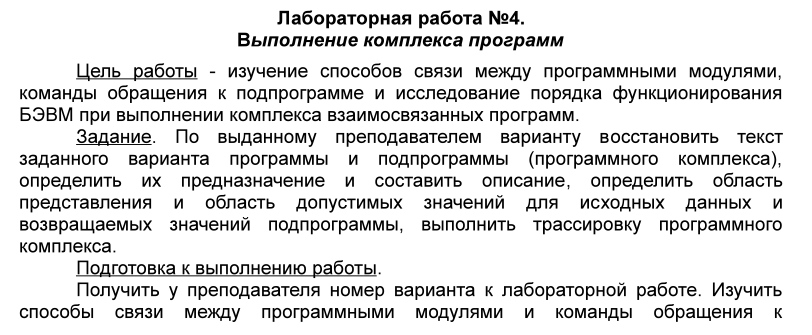 Лабораторная работа №4.
Выполнение комплекса программ
Цель работы - изучение способов связи между программными модулями,
команды обращения к подпрограмме и исследование порядка функционирования
БЭВМ при выполнении комплекса взаимосвязанных программ.
Задание. По выданному преподавателем варианту восстановить текст
заданного варианта программы и подпрограммы (программного комплекса),
определить их предназначение и составить описание, определить область
представления и область допустимых значений для исходных данных и
возвращаемых значений подпрограммы, выполнить трассировку программного
комплекса.
Подготовка к выполнению работы.
Получить у преподавателя номер варианта к лабораторной работе. Изучить
способы связи между программными модулями и команды обращения к